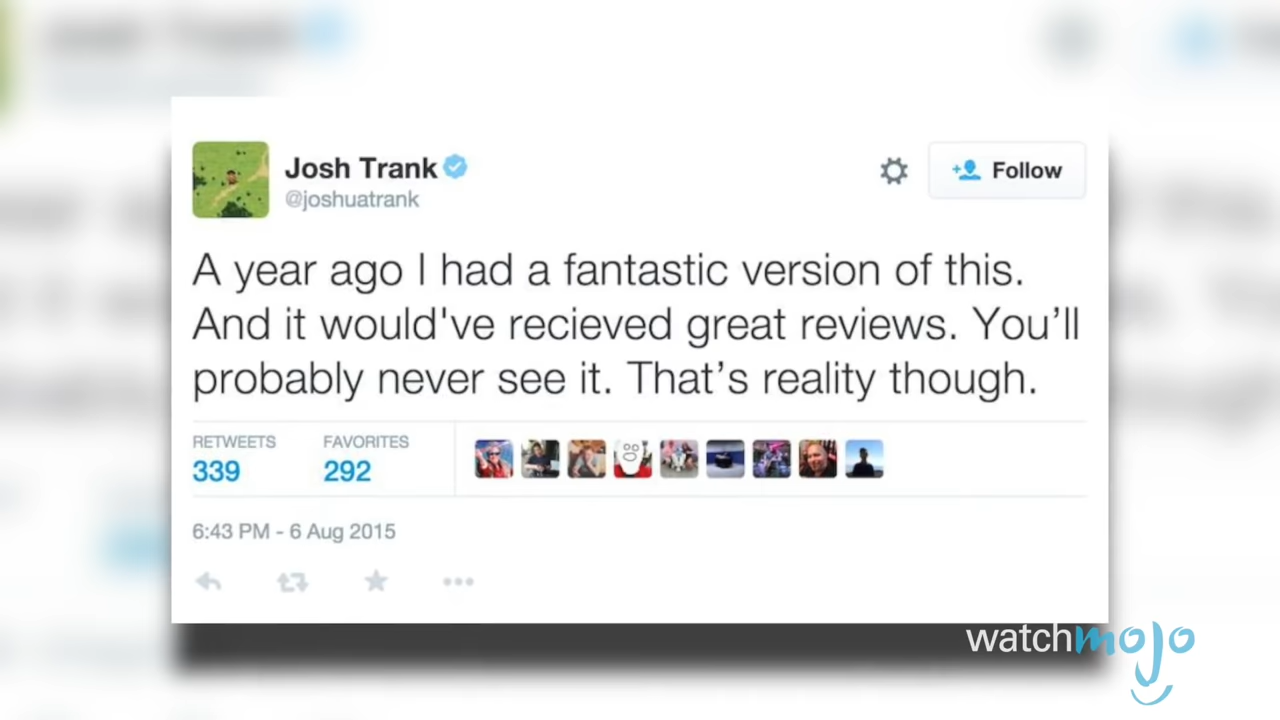 Josh Trank
@joshuatrank
Follow
A year ago I had a fantastic version of this.
And it would've recieved great reviews. You’ll
probably never see it. That’s reality though.
RETWEETS FAVORITES
339 292
6:43 PM - 6 Aug 2015
watchmojo